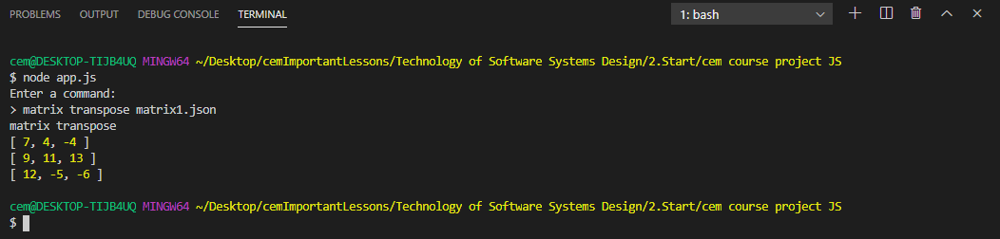 PROBLEMS OUTPUT DEBUG CONSOLE TERMINAL 1: bash
cem@DESKTOP-TIJB4UQ MINGW64 ~/Desktop/cemImportantLessons/Technology of Software Systems Design/2.Start/cem course project JS
$ node app.js
Enter a command:
> matrix transpose matrix1.json
matrix transpose
[ 7, 4, -4 ]
[ 9, 11, 13 ]
[ 12, -5, -6 ]
cem@DESKTOP-TIJB4UQ MINGW64 ~/Desktop/cemImportantLessons/Technology of Software Systems Design/2.Start/cem course project JS
$